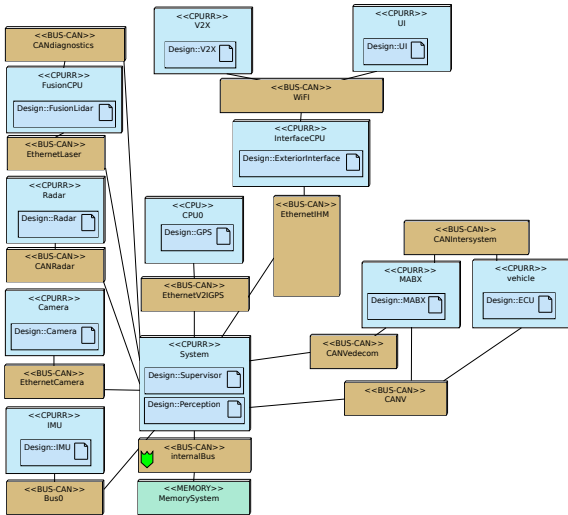 <<CPURR>>
V2X
Design::V2X
<<CPURR>>
UI
Design::UI
<<BUS-CAN>>
CANdiagnostics
<<CPURR>>
FusionCPU
Design::FusionLidar
<<BUS-CAN>>
WiFI
<<CPURR>>
InterfaceCPU
Design::ExteriorInterface
<<BUS-CAN>>
EthernetLaser
<<CPURR>>
Radar
Design::Radar
<<CPU>>
CPU0
Design::GPS
<<BUS-CAN>>
EthernetIHM
<<BUS-CAN>>
CANIntersystem
<<BUS-CAN>>
CANRadar
<<CPURR>>
MABX
Design::MABX
<<CPURR>>
vehicle
Design::ECU
<<BUS-CAN>>
EthernetV2IGPS
<<CPURR>>
Camera
Design::Camera
<<CPURR>>
System
Design::Supervisor
Design::Perception
<<BUS-CAN>>
CANVedecom
<<BUS-CAN>>
EthernetCamera
<<BUS-CAN>>
CANV
<<CPURR>>
IMU
Design::IMU
<<BUS-CAN>>
internalBus
<<BUS-CAN>>
Bus0
<<MEMORY>>
MemorySystem